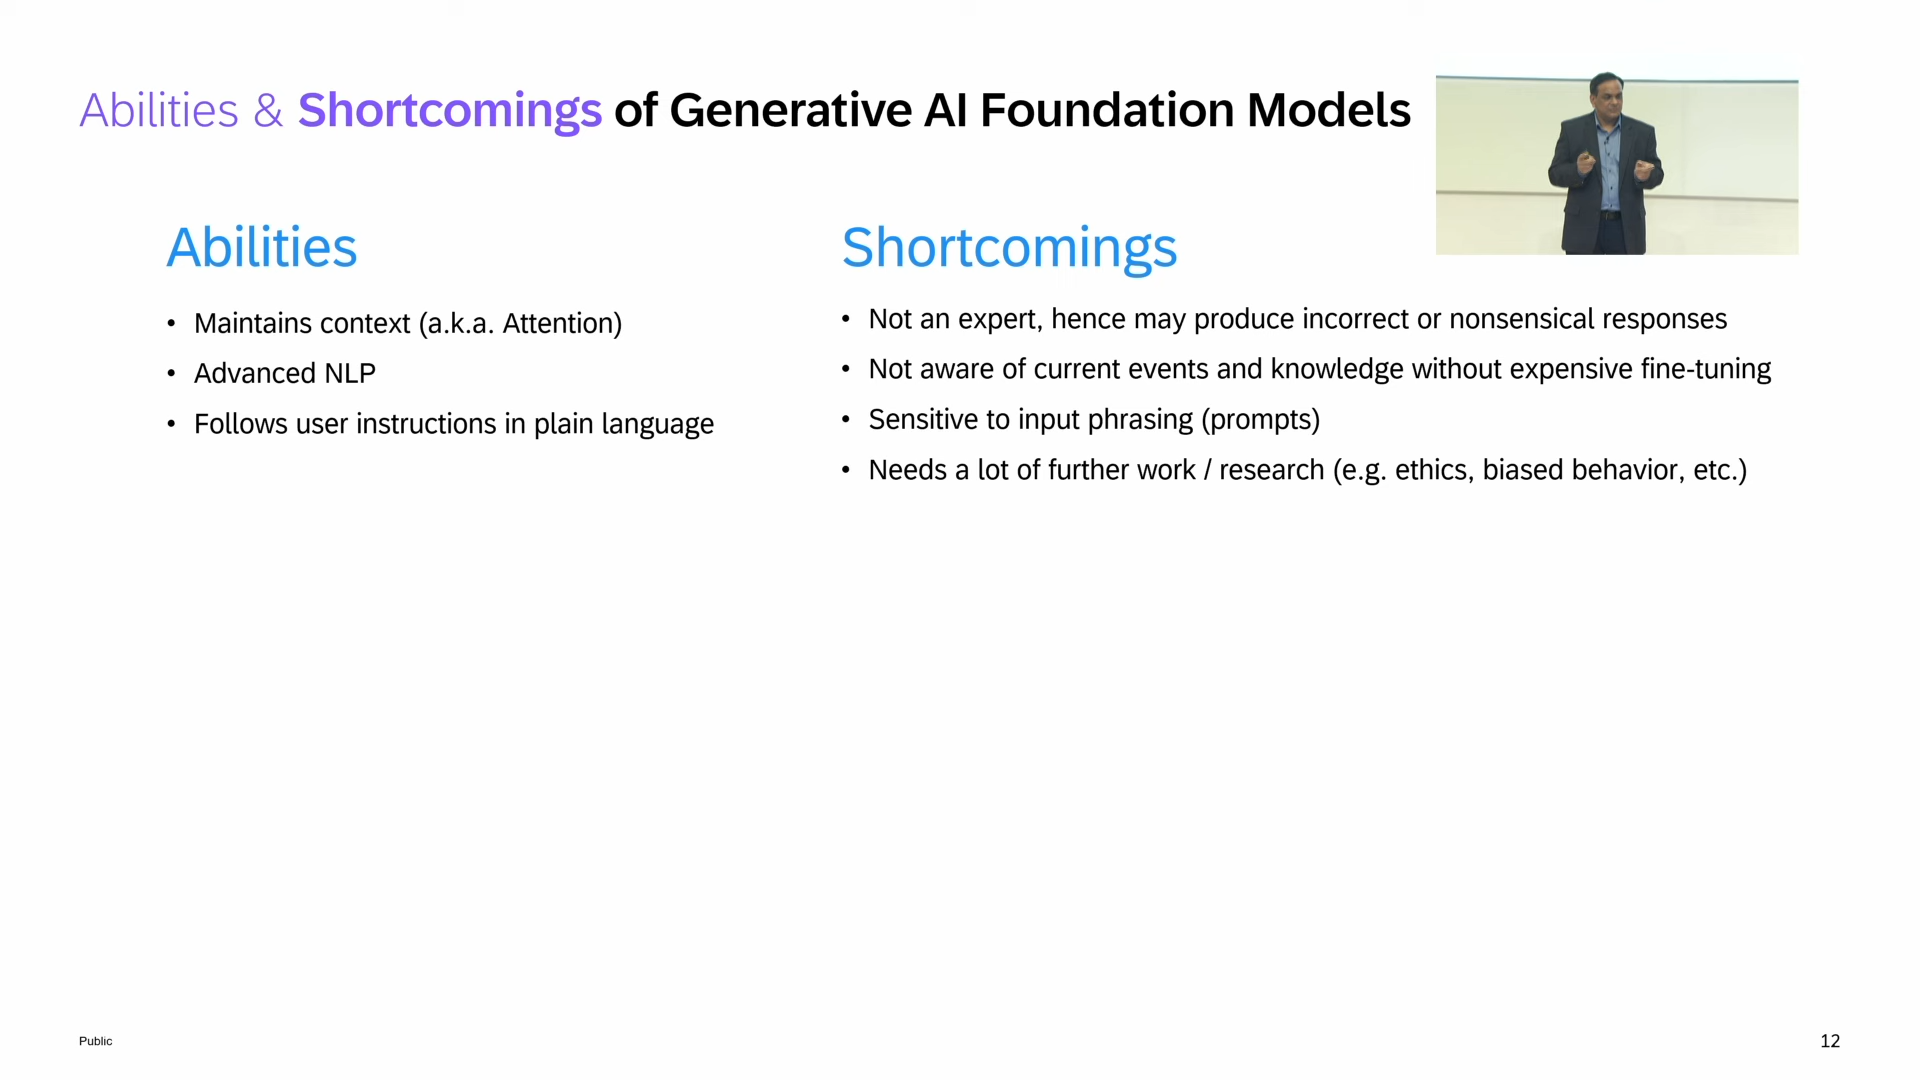 Abilities & Shortcomings of Generative AI Foundation Models
Abilities
• Maintains context (a.k.a. Attention)
• Advanced NLP
• Follows user instructions in plain language
Shortcomings
• Not an expert, hence may produce incorrect or nonsensical responses
• Not aware of current events and knowledge without expensive fine-tuning
• Sensitive to input phrasing (prompts)
• Needs a lot of further work / research (e.g. ethics, biased behavior, etc.)
Public
12